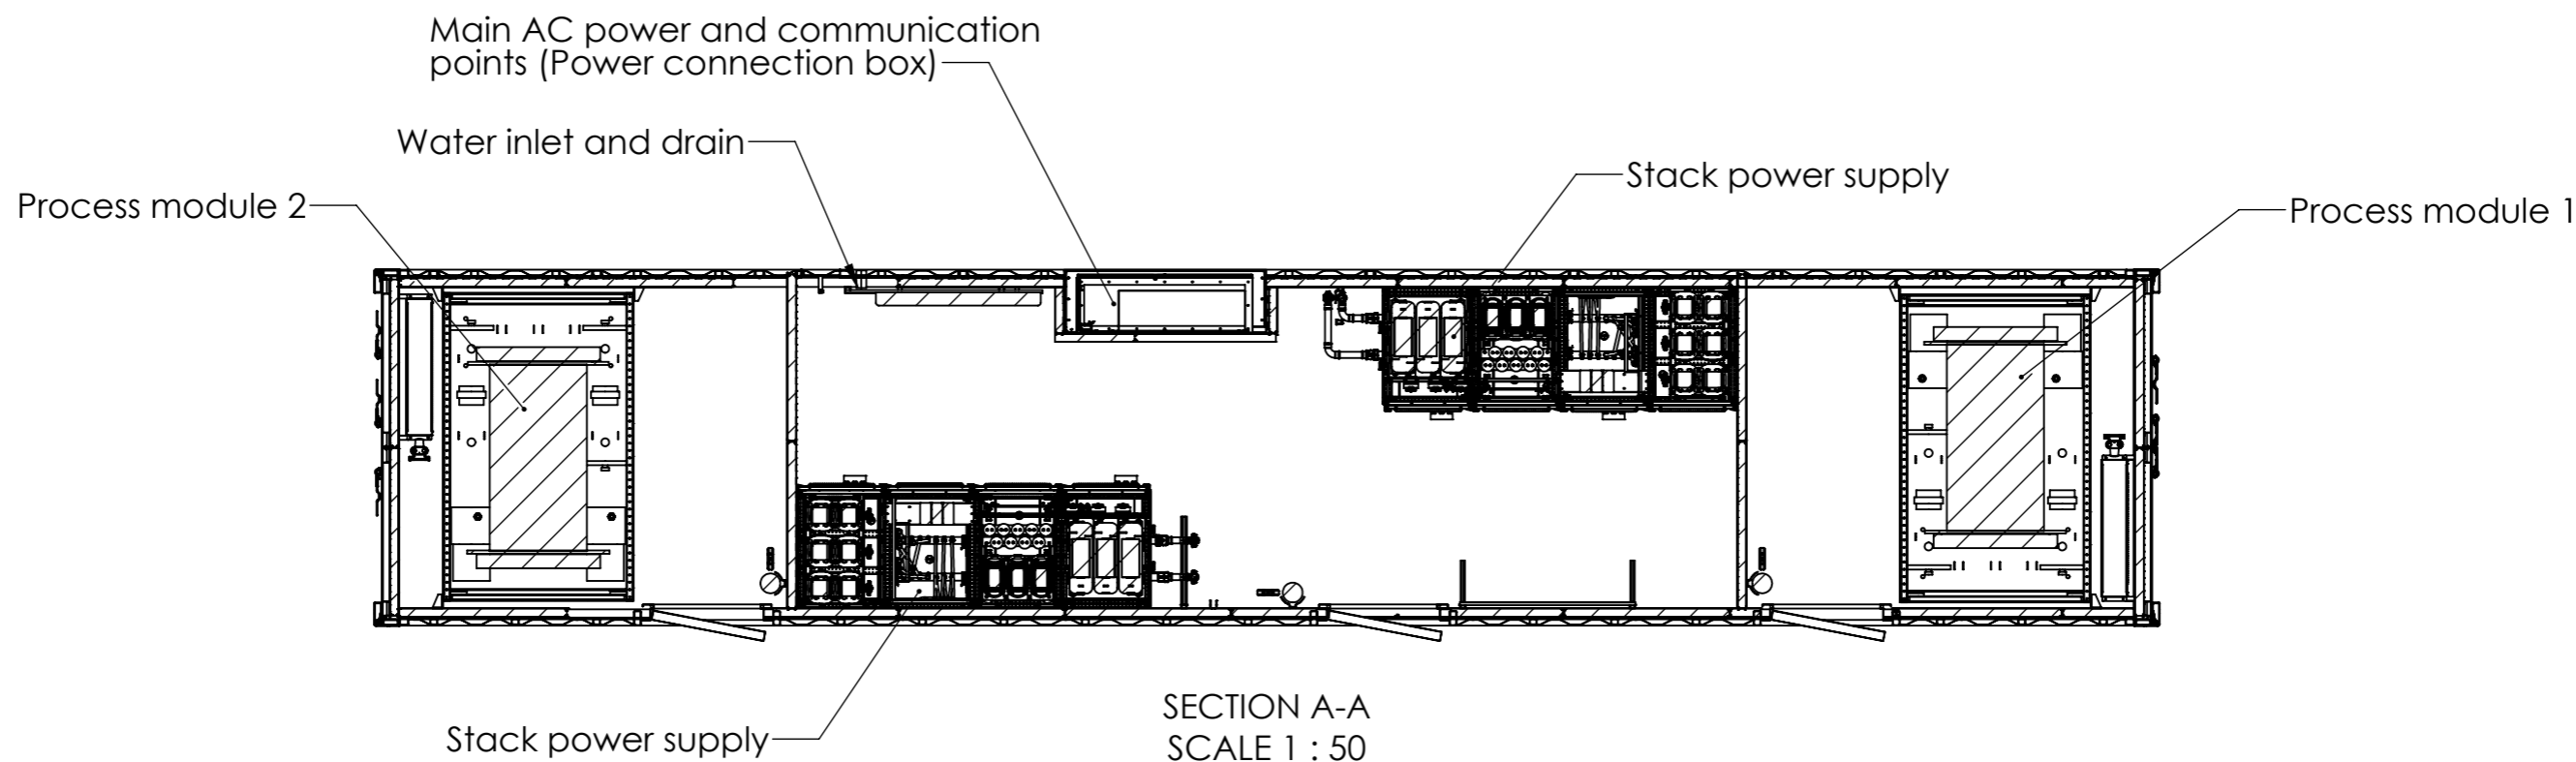 Main AC power and communication
points (Power connection box)
Water inlet and drain
Stack power supply
Process module 2
Process module 1
Stack power supply
SECTION A-A
SCALE 1 : 50